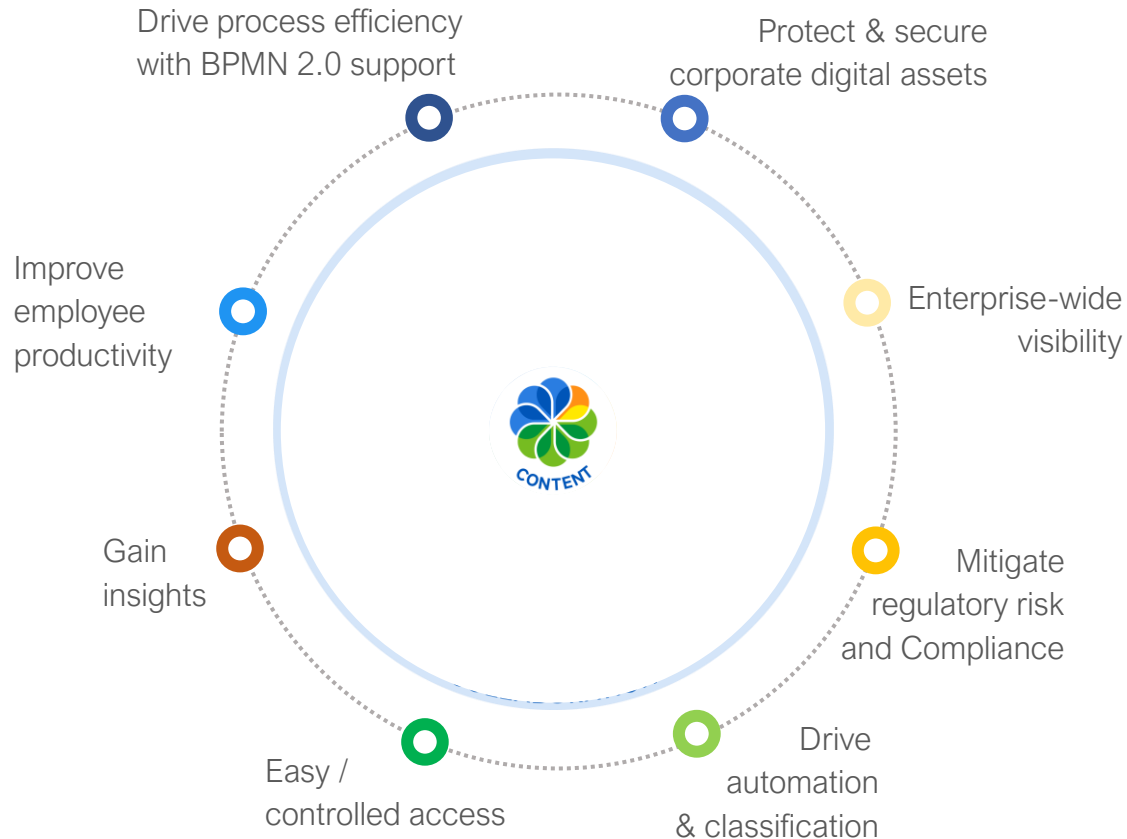 Drive process efficiency
with BPMN 2.0 support
Protect & secure
corporate digital assets
Improve
employee
productivity
Enterprise-wide
visibility
CONTENT
Gain
insights
Mitigate
regulatory risk
and Compliance
Easy /
controlled access
Drive
automation
& classification